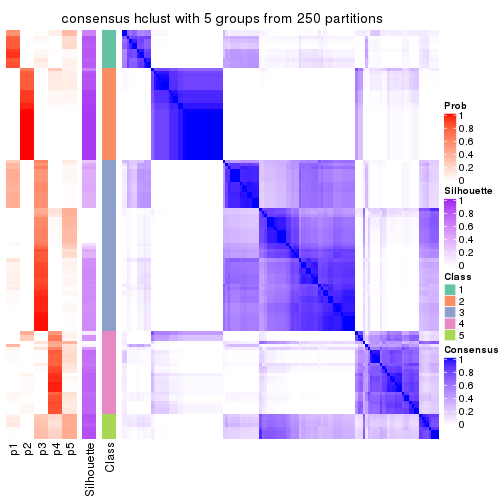 consensus hclust with 5 groups from 250 partitions
Prob
1
0.8
0.6
0.4
0.2
0
Silhouette
1
0.8
0.6
0.4
0.2
0
Class
1
2
3
4
5
Consensus
1
0.8
0.6
0.4
0.2
0
p1
p2
p3
p4
p5
Silhouette
Class